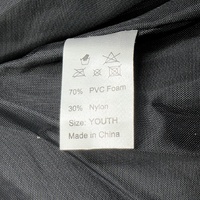 70% PVC Foam
30% Nylon
Size: YOUTH
Made in China